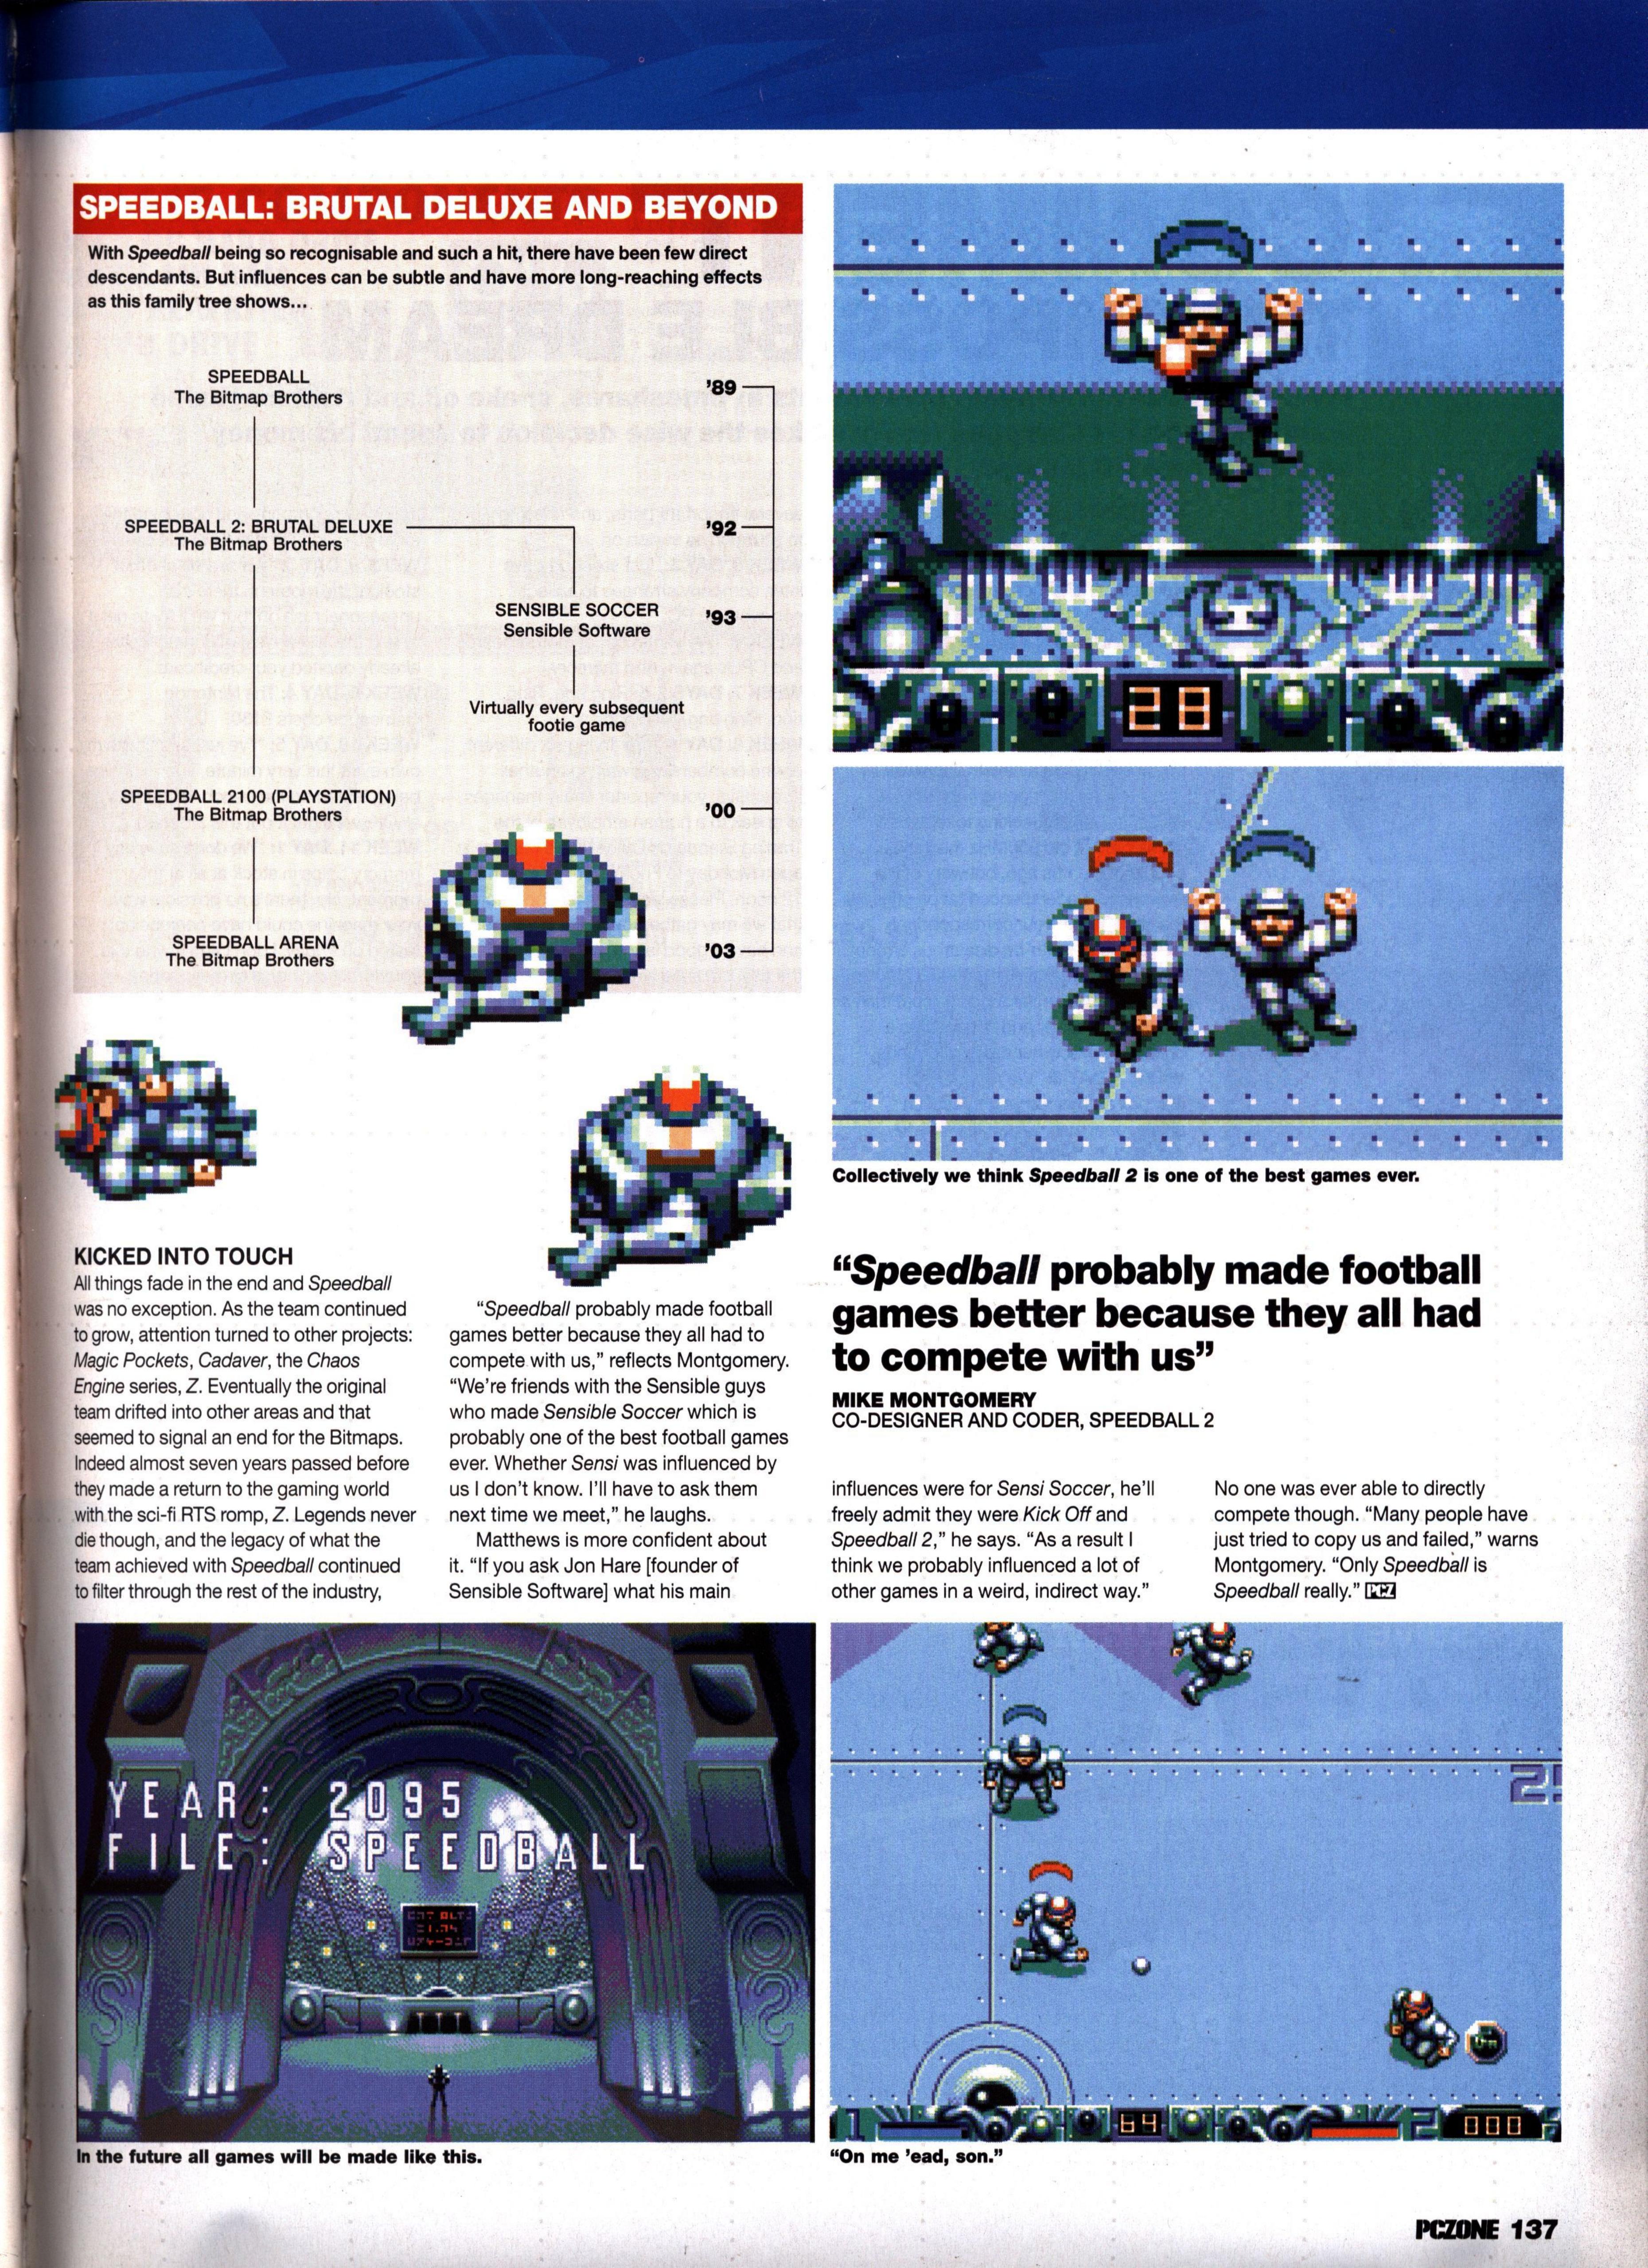 SPEEDBALL: BRUTAL DELUXE AND BEYOND
With Speedball being so recognisable and such a hit, there have been few direct
descendants. But influences can be subtle and have more long-reaching effects
as this family tree shows...
SPEEDBALL
The Bitmap Brothers
'89
SPEEDBALL 2: BRUTAL DELUXE
The Bitmap Brothers
'92
SENSIBLE SOCCER
Sensible Software
'93
Virtually every subsequent
footie game
SPEEDBALL 2100 (PLAYSTATION)
The Bitmap Brothers
'00
SPEEDBALL ARENA
The Bitmap Brothers
'03
28
Collectively we think Speedball 2 is one of the best games ever.
KICKED INTO TOUCH
All things fade in the end and Speedball
was no exception. As the team continued
to grow, attention turned to other projects:
Magic Pockets, Cadaver, the Chaos
Engine series, Z. Eventually the original
team drifted into other areas and that
seemed to signal an end for the Bitmaps.
Indeed almost seven years passed before
they made a return to the gaming world
with the sci-fi RTS romp, Z. Legends never
die though, and the legacy of what the
team achieved with Speedball continued
to filter through the rest of the industry,
“Speedball probably made football
games better because they all had to
compete with us,” reflects Montgomery.
“We're friends with the Sensible guys
who made Sensible Soccer which is
probably one of the best football games
ever. Whether Sensi was influenced by
us I don't know. I'll have to ask them
next time we meet,” he laughs.
Matthews is more confident about
it. “If you ask Jon Hare [founder of
Sensible Software] what his main
“Speedball probably made football
games better because they all had
to compete with us”
MIKE MONTGOMERY
CO-DESIGNER AND CODER, SPEEDBALL 2
influences were for Sensi Soccer, he'll
freely admit they were Kick Off and
Speedball 2,” he says. “As a result I
think we probably influenced a lot of
other games in a weird, indirect way.”
No one was ever able to directly
compete though. “Many people have
just tried to copy us and failed,” warns
Montgomery. “Only Speedball is
Speedball really.” PCZ
YEAR: 2095
FILE: SPEEDBALL
In the future all games will be made like this.
1 64 2 000
“On me 'ead, son.”
PCZONE 137